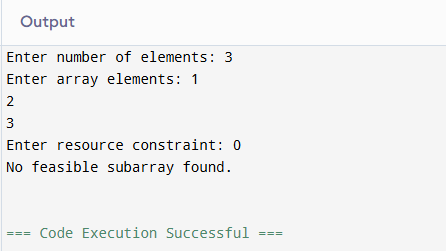 Output
Enter number of elements: 3
Enter array elements: 1
2
3
Enter resource constraint: 0
No feasible subarray found.
=== Code Execution Successful ===